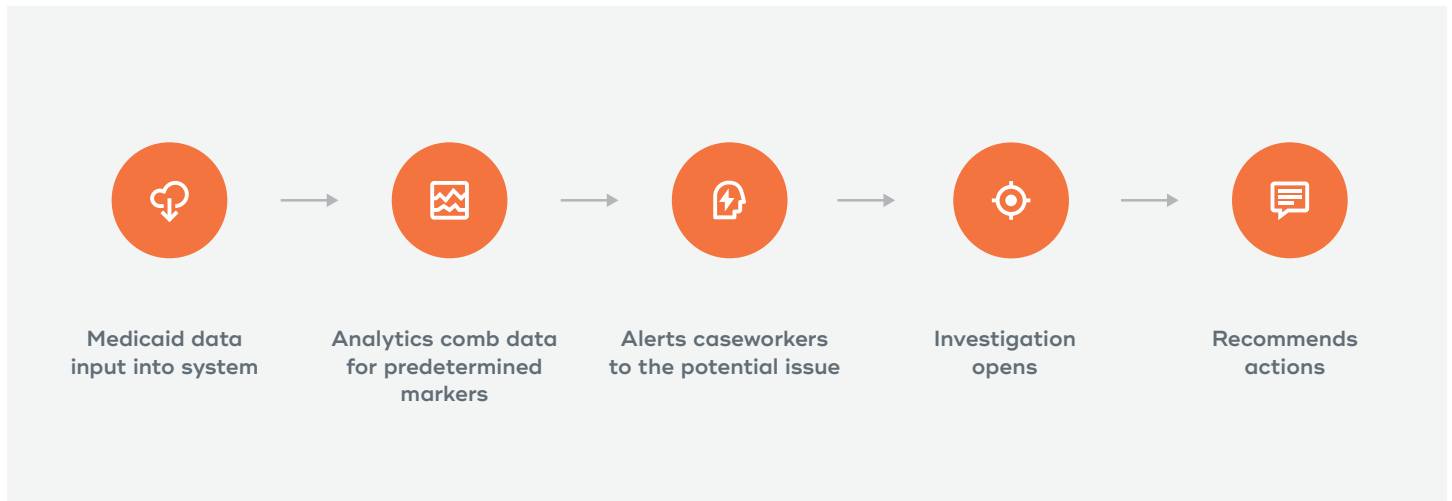 Medicaid data
input into system
Analytics comb data
for predetermined
markers
Alerts caseworkers
to the potential issue
Investigation
opens
Recommends
actions